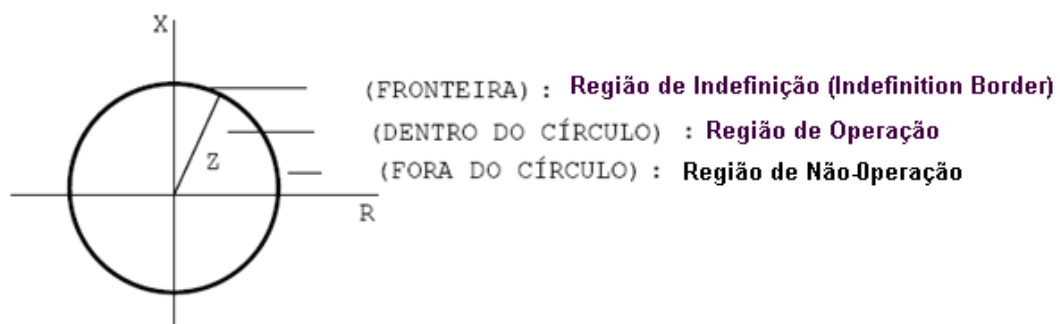 X
(FRONTEIRA) : Região de Indefinição (Indefinition Border)
(DENTRO DO CÍRCULO) : Região de Operação
Z
(FORA DO CÍRCULO) : Região de Não-Operação
R